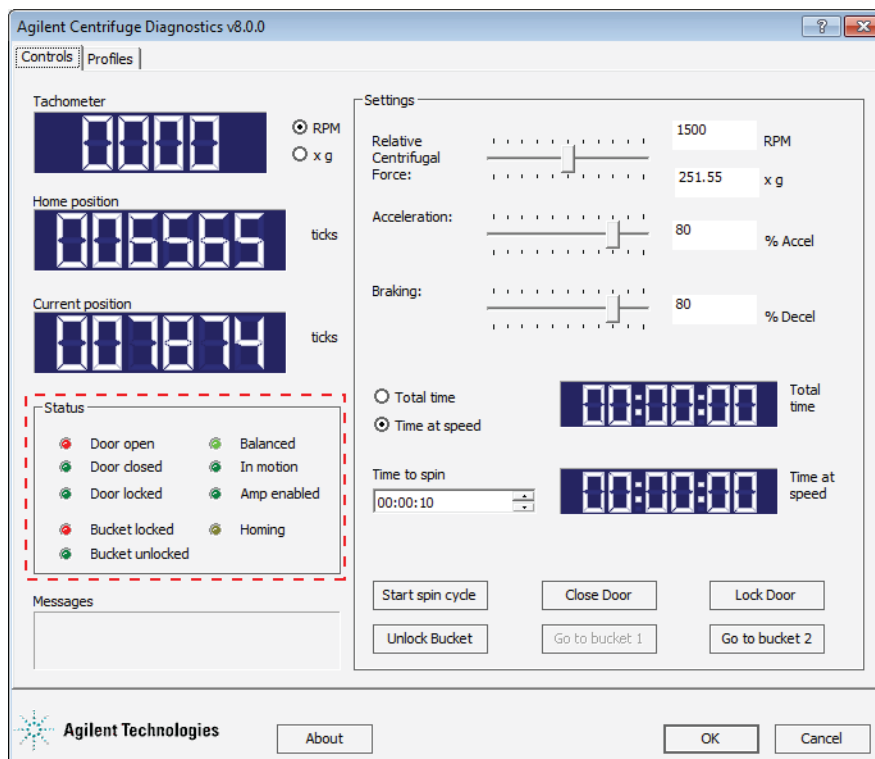 Agilent Centrifuge Diagnostics v8.0.0
Controls
Profiles
Tachometer
0000
RPM
x g
Home position
006565
ticks
Current position
007874
ticks
Status
Door open
Door closed
Door locked
Bucket locked
Bucket unlocked
Balanced
In motion
Amp enabled
Homing
Messages
Settings
Relative
Centrifugal
Force:
1500
RPM
251.55
x g
Acceleration:
80
% Accel
Braking:
80
% Decel
Total time
Time at speed
00:00:00
Total
time
Time to spin
00:00:10
00:00:00
Time at
speed
Start spin cycle
Close Door
Lock Door
Unlock Bucket
Go to bucket 1
Go to bucket 2
Agilent Technologies
About
OK
Cancel